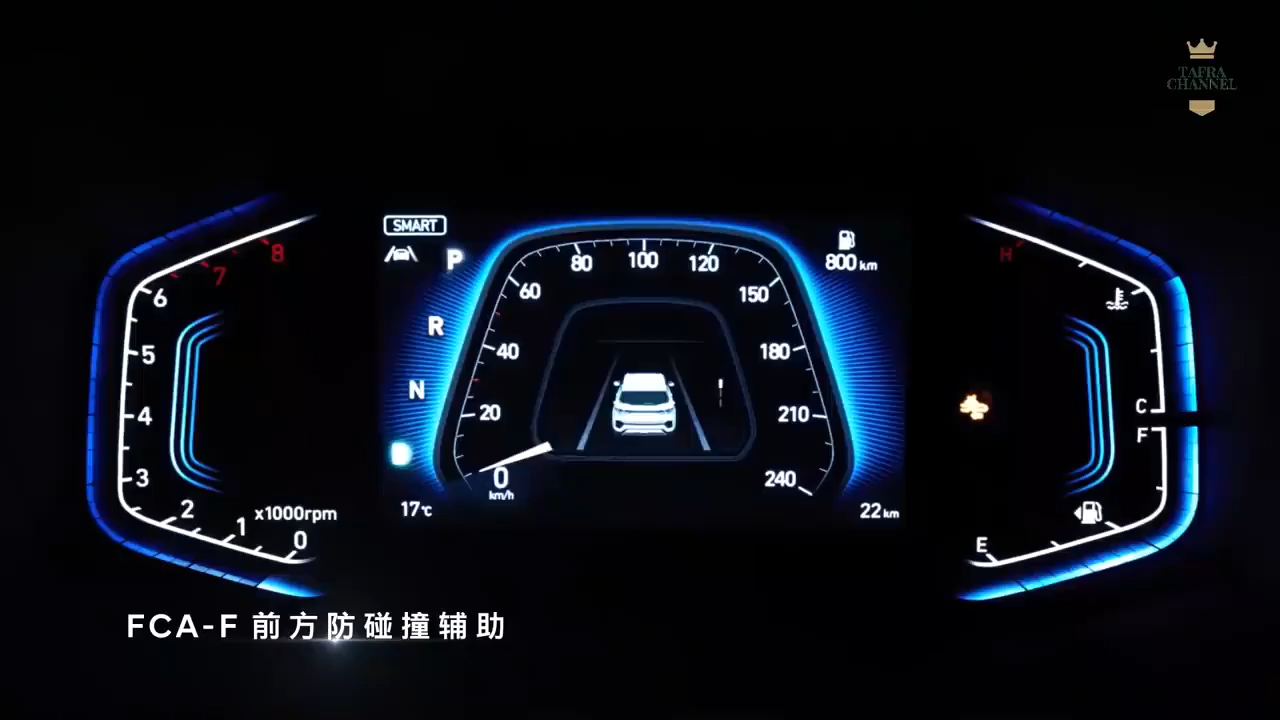 TAFRA
CHANNEL
SMART
P
R
N
D
800 km
80
100
120
60
150
40
180
20
210
0
240
km/h
17℃
22 km
8
7
6
5
4
3
2
1
0
x1000rpm
H
C
F
E
FCA-F 前方防碰撞辅助